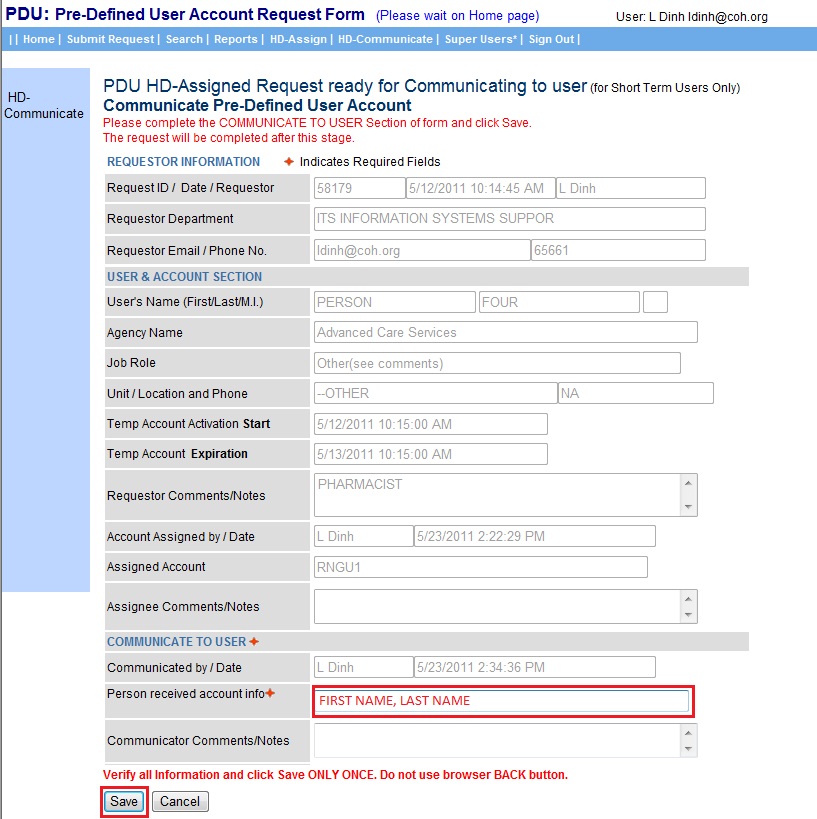 PDU: Pre-Defined User Account Request Form (Please wait on Home page) User: L Dinh ldinh@coh.org
|| Home | Submit Request | Search | Reports | HD-Assign | HD-Communicate | Super Users* | Sign Out |
HD-
Communicate
PDU HD-Assigned Request ready for Communicating to user (for Short Term Users Only)
Communicate Pre-Defined User Account
Please complete the COMMUNICATE TO USER Section of form and click Save.
The request will be completed after this stage.
REQUESTOR INFORMATION Indicates Required Fields
Request ID / Date / Requestor 58179 5/12/2011 10:14:45 AM L Dinh
Requestor Department ITS INFORMATION SYSTEMS SUPPOR
Requestor Email / Phone No. ldinh@coh.org 65661
USER & ACCOUNT SECTION
User's Name (First/Last/M.I.) PERSON FOUR
Agency Name Advanced Care Services
Job Role Other(see comments)
Unit / Location and Phone --OTHER NA
Temp Account Activation Start 5/12/2011 10:15:00 AM
Temp Account Expiration 5/13/2011 10:15:00 AM
Requestor Comments/Notes PHARMACIST
Account Assigned by / Date L Dinh 5/23/2011 2:22:29 PM
Assigned Account RNGU1
Assignee Comments/Notes
COMMUNICATE TO USER
Communicated by / Date L Dinh 5/23/2011 2:34:36 PM
Person received account info FIRST NAME, LAST NAME
Communicator Comments/Notes
Verify all Information and click Save ONLY ONCE. Do not use browser BACK button.
Save Cancel